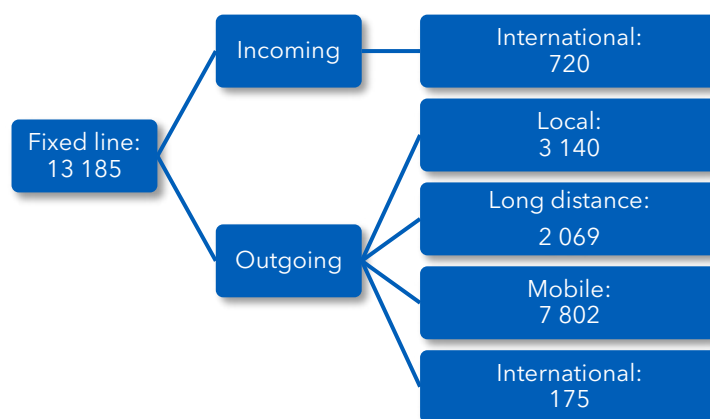 Incoming
International:
720
Local:
3 140
Fixed line:
13 185
Long distance:
2 069
Outgoing
Mobile:
7 802
International:
175